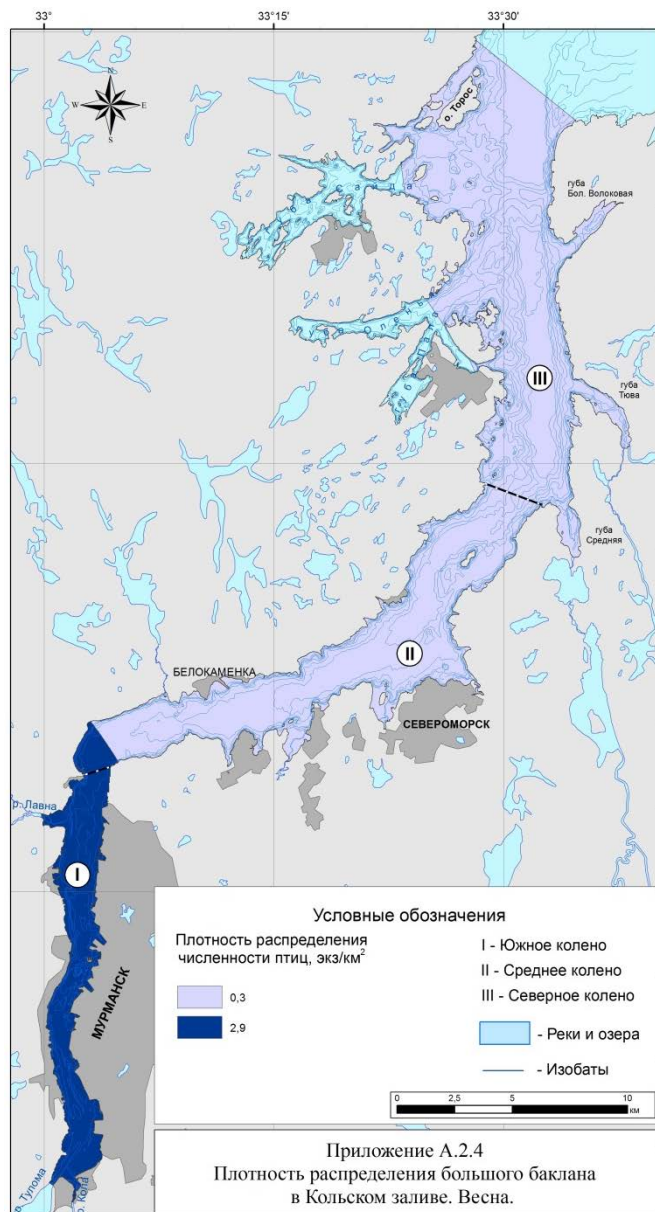 33°
33°15'
33°30'
N
W
E
S
о. Торос
губа
Бол. Волоковая
губа
Тюва
III
губа
Средняя
II
БЕЛОКАМЕНКА
СЕВЕРОМОРСК
р. Лавна
I
МУРМАНСК
р. Тулома
р. Кола
Условные обозначения
Плотность распределения
численности птиц, экз/км²
0,3
2,9
I - Южное колено
II - Среднее колено
III - Северное колено
- Реки и озера
- Изобаты
0 2,5 5 10
км
Приложение А.2.4
Плотность распределения большого баклана
в Кольском заливе. Весна.